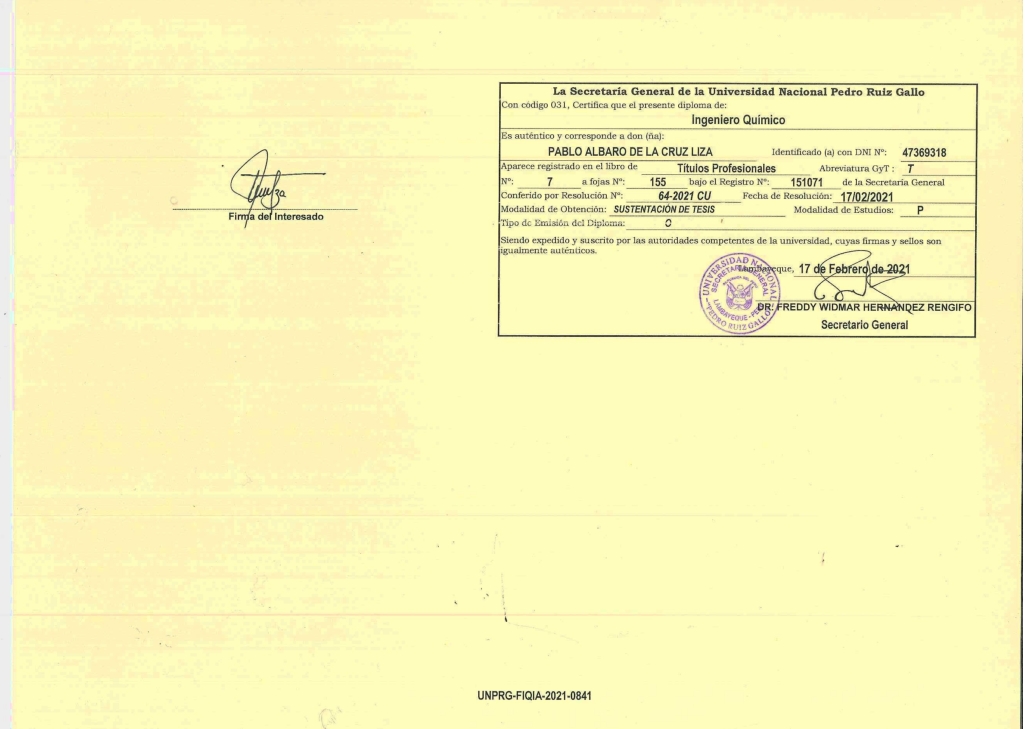 La Secretaría General de la Universidad Nacional Pedro Ruiz Gallo
Con código 031, Certifica que el presente diploma de:
Ingeniero Químico
Es auténtico y corresponde a don (ña):
PABLO ALBARO DE LA CRUZ LIZA Identificado (a) con DNI N°: 47369318
Aparece registrado en el libro de Títulos Profesionales Abreviatura GyT : T
N°: 7 a fojas N°: 155 bajo el Registro N°: 151071 de la Secretaría General
Conferido por Resolución N°: 64-2021 CU Fecha de Resolución: 17/02/2021
Modalidad de Obtención: SUSTENTACIÓN DE TESIS Modalidad de Estudios: P
Tipo de Emisión del Diploma: O
Siendo expedido y suscrito por las autoridades competentes de la universidad, cuyas firmas y sellos son
igualmente auténticos.
Lambayeque, 17 de Febrero de 2021
UNIVERSIDAD NACIONAL
SECRETARIA GENERAL
LAMBAYEQUE - PERU
PEDRO RUIZ GALLO
DR. FREDDY WIDMAR HERNANDEZ RENGIFO
Secretario General
Firma del Interesado
UNPRG-FIQIA-2021-0841